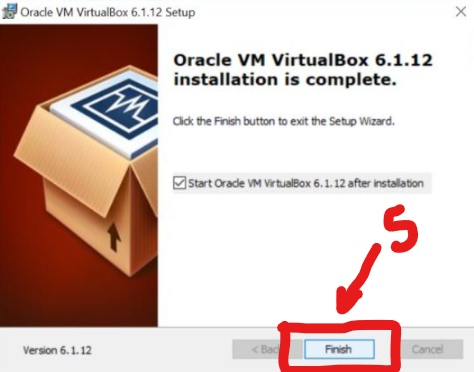 Oracle VM VirtualBox 6.1.12 Setup
Oracle VM VirtualBox 6.1.12
installation is complete.
Click the Finish button to exit the Setup Wizard.
Start Oracle VM VirtualBox 6.1.12 after installation
5
Version 6.1.12
< Back
Finish
Cancel